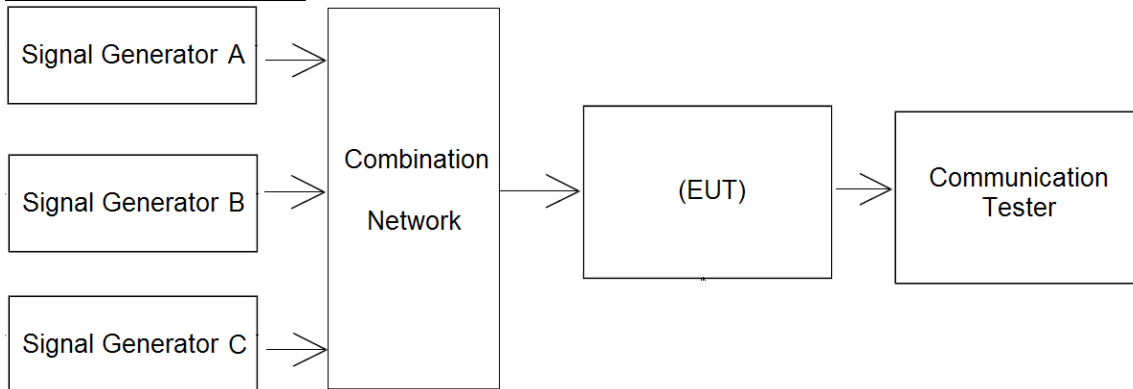 Signal Generator A
Signal Generator B
Signal Generator C
Combination
Network
(EUT)
Communication
Tester